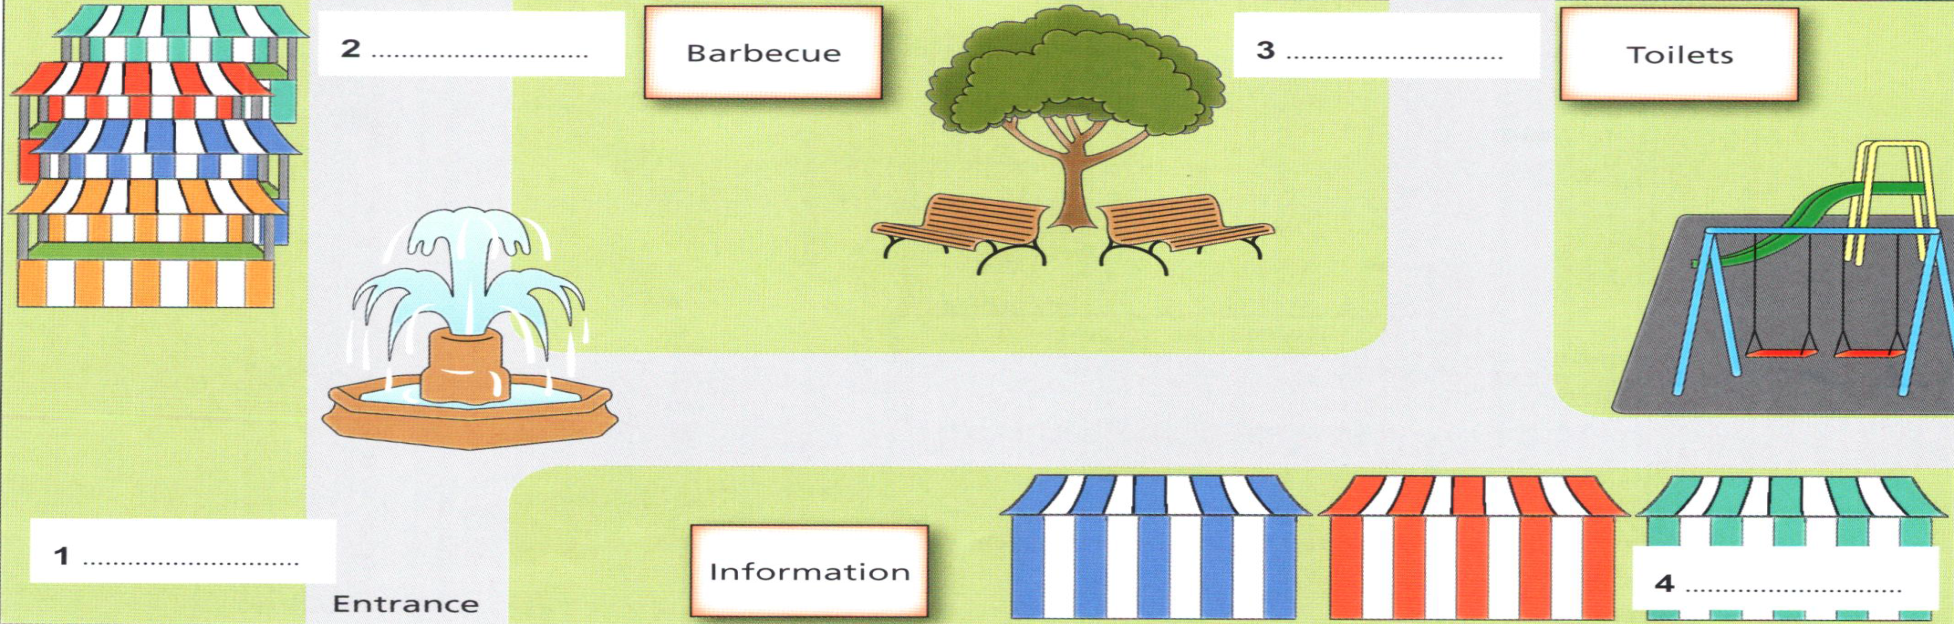 2 ..............................
Barbecue
3 ..............................
Toilets
1 ..............................
Information
4 ..............................
Entrance